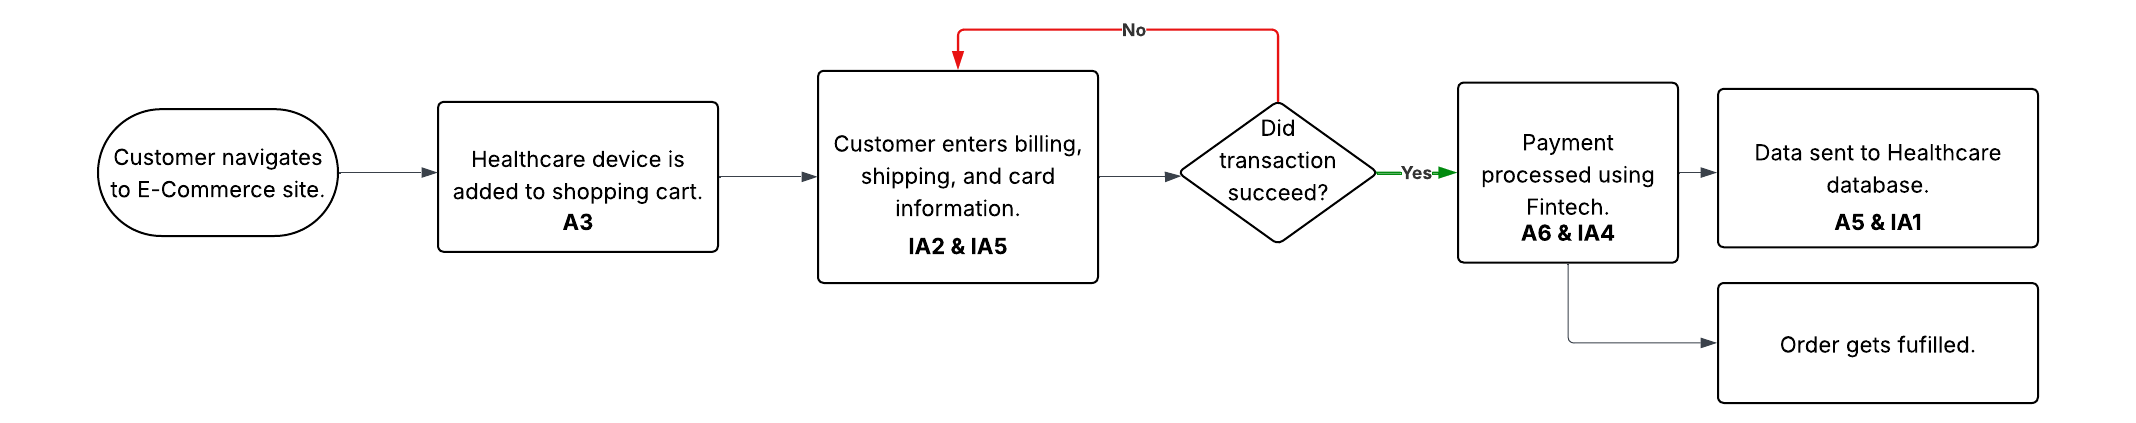 No
Customer navigates
to E-Commerce site.
Healthcare device is
added to shopping cart.
A3
Customer enters billing,
shipping, and card
information.
IA2 & IA5
Did
transaction
succeed?
Yes
Payment
processed using
Fintech.
A6 & IA4
Data sent to Healthcare
database.
A5 & IA1
Order gets fufilled.